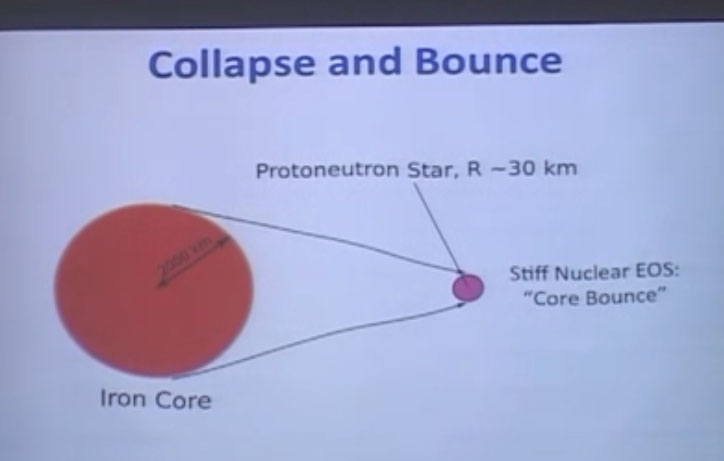 Collapse and Bounce
Protoneutron Star, R ~30 km
2000 km
Stiff Nuclear EOS:
"Core Bounce"
Iron Core